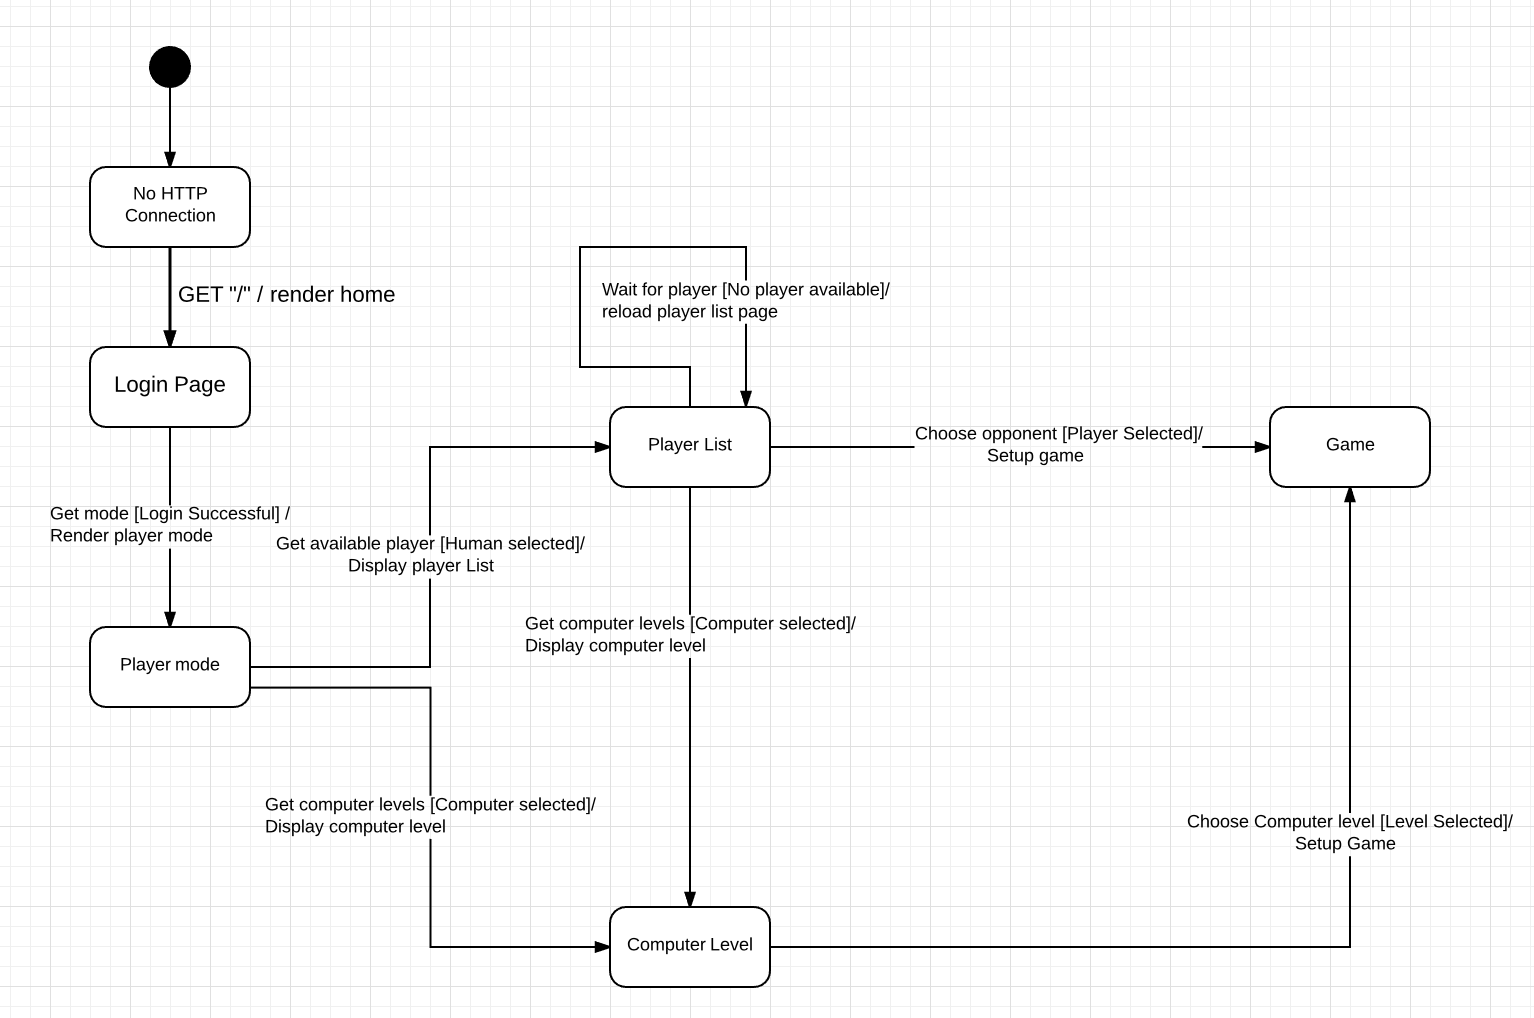 No HTTP
Connection
GET "/" / render home
Login Page
Wait for player [No player available]/
reload player list page
Player List
Choose opponent [Player Selected]/
Setup game
Game
Get mode [Login Successful] /
Render player mode
Get available player [Human selected]/
Display player List
Get computer levels [Computer selected]/
Display computer level
Player mode
Get computer levels [Computer selected]/
Display computer level
Choose Computer level [Level Selected]/
Setup Game
Computer Level